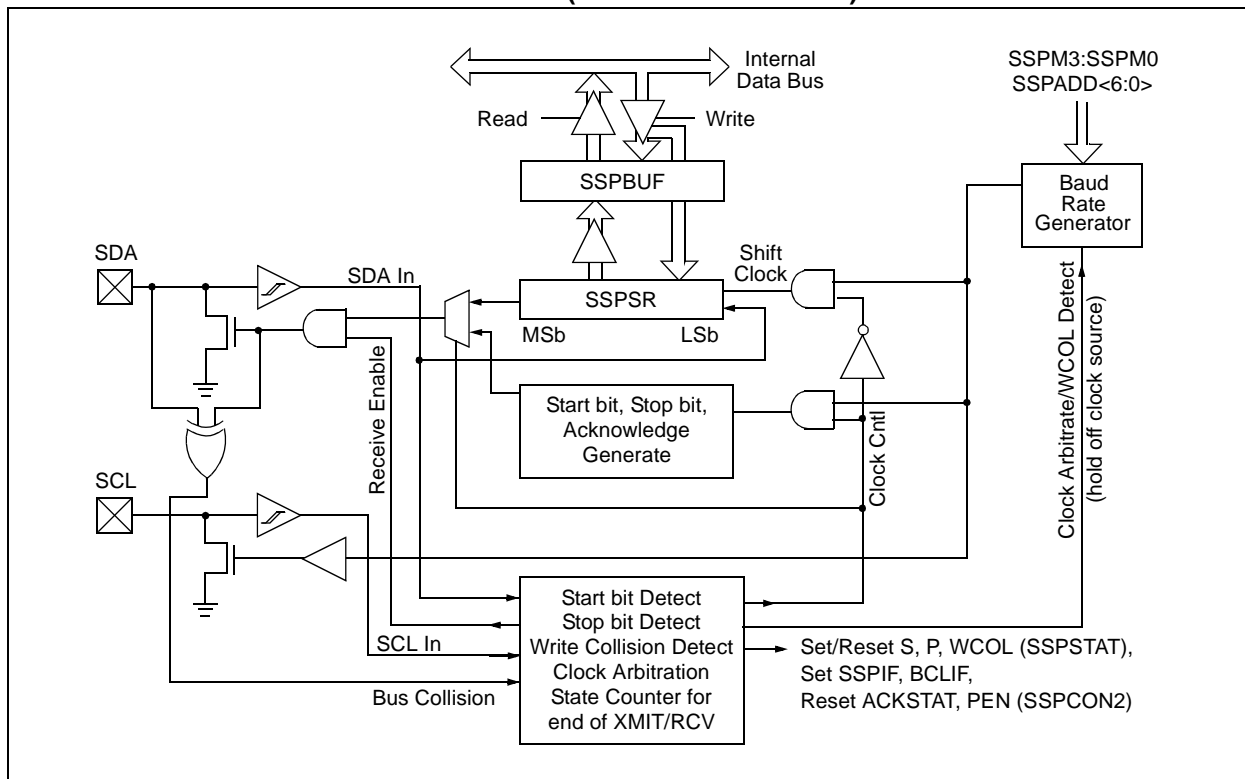 Internal
Data Bus
SSPM3:SSPM0
SSPADD<6:0>
Read
Write
SSPBUF
Baud
Rate
Generator
SDA
SDA In
Shift
Clock
SSPSR
MSb
LSb
Clock Arbitrate/WCOL Detect
(hold off clock source)
Receive Enable
Start bit, Stop bit,
Acknowledge
Generate
Clock Cntl
SCL
SCL In
Bus Collision
Start bit Detect
Stop bit Detect
Write Collision Detect
Clock Arbitration
State Counter for
end of XMIT/RCV
Set/Reset S, P, WCOL (SSPSTAT),
Set SSPIF, BCLIF,
Reset ACKSTAT, PEN (SSPCON2)